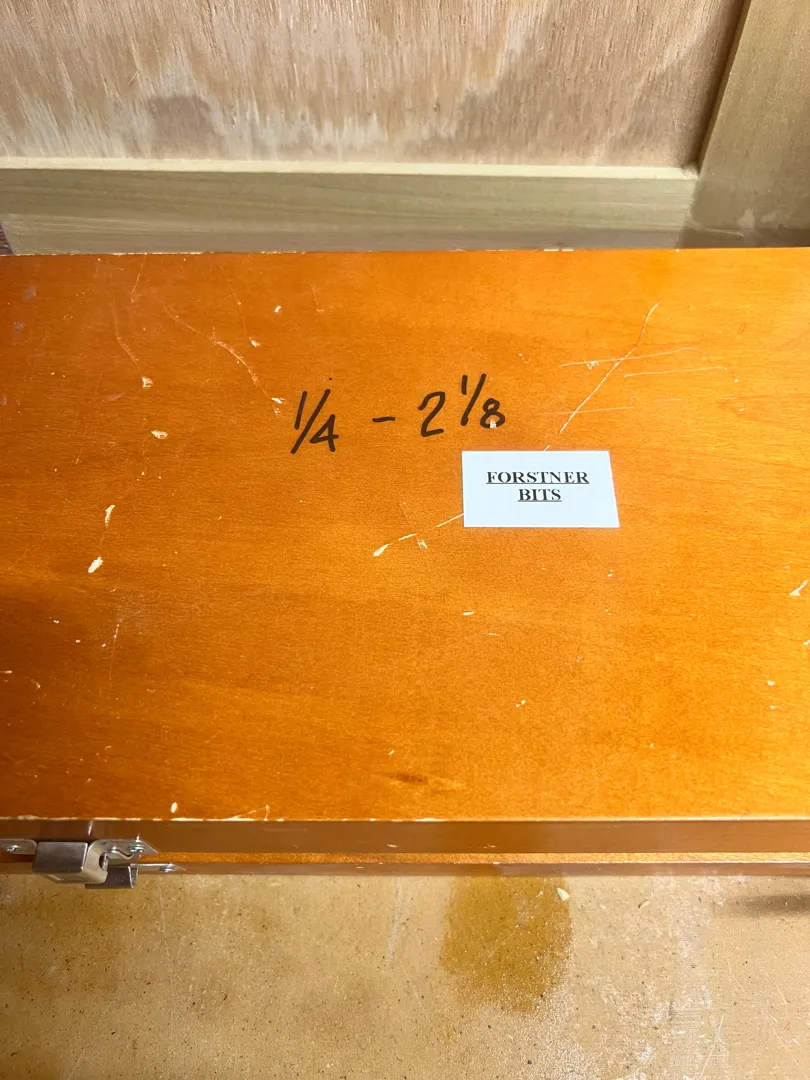 1/4 - 2 1/8
FORSTNER
BITS